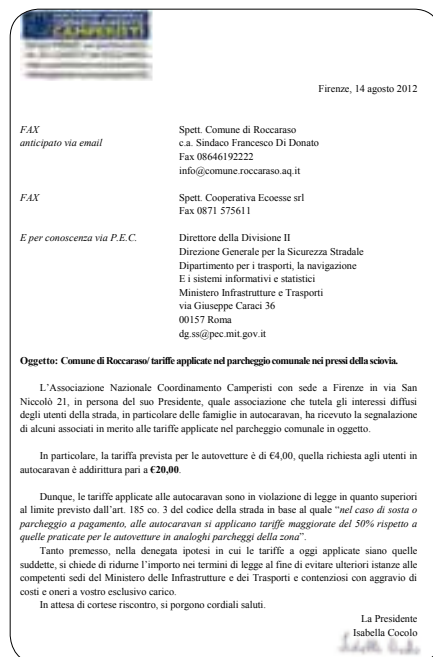 CAMPERISTI
Firenze, 14 agosto 2012
FAX
anticipato via email
Spett. Comune di Roccaraso
c.a. Sindaco Francesco Di Donato
Fax 08646192222
info@comune.roccaraso.aq.it
FAX
Spett. Cooperativa Ecoesse srl
Fax 0871 575611
E per conoscenza via P.E.C.
Direttore della Divisione II
Direzione Generale per la Sicurezza Stradale
Dipartimento per i trasporti, la navigazione
E i sistemi informativi e statistici
Ministero Infrastrutture e Trasporti
via Giuseppe Caraci 36
00157 Roma
dg.ss@pec.mit.gov.it
Oggetto: Comune di Roccaraso/ tariffe applicate nel parcheggio comunale nei pressi della sciovia.
L'Associazione Nazionale Coordinamento Camperisti con sede a Firenze in via San
Niccolò 21, in persona del suo Presidente, quale associazione che tutela gli interessi diffusi
degli utenti della strada, in particolare delle famiglie in autocaravan, ha ricevuto la segnalazione
di alcuni associati in merito alle tariffe applicate nel parcheggio comunale in oggetto.
In particolare, la tariffa prevista per le autovetture è di €4,00, quella richiesta agli utenti in
autocaravan è addirittura pari a €20,00.
Dunque, le tariffe applicate alle autocaravan sono in violazione di legge in quanto superiori
al limite previsto dall'art. 185 co. 3 del codice della strada in base al quale "nel caso di sosta o
parcheggio a pagamento, alle autocaravan si applicano tariffe maggiorate del 50% rispetto a
quelle praticate per le autovetture in analoghi parcheggi della zona".
Tanto premesso, nella denegata ipotesi in cui le tariffe a oggi applicate siano quelle
suddette, si chiede di ridurne l'importo nei termini di legge al fine di evitare ulteriori istanze alle
competenti sedi del Ministero delle Infrastrutture e dei Trasporti e contenziosi con aggravio di
costi e oneri a vostro esclusivo carico.
In attesa di cortese riscontro, si porgono cordiali saluti.
La Presidente
Isabella Cocolo